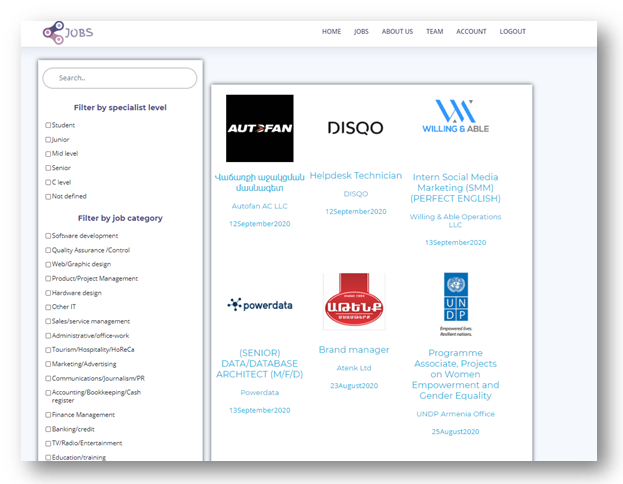 JOBS
HOME JOBS ABOUT US TEAM ACCOUNT LOGOUT
Search..
Filter by specialist level
Student
Junior
Mid level
Senior
C level
Not defined
Filter by job category
Software development
Quality Assurance /Control
Web/Graphic design
Product/Project Management
Hardware design
Other IT
Sales/service management
Administrative/office-work
Tourism/Hospitality/HoReCa
Marketing/Advertising
Communications/Journalism/PR
Accounting/Bookkeeping/Cash
register
Finance Management
Banking/credit
TV/Radio/Entertainment
Education/training
AUTOFAN
Վաճառքի աջակցման
մասնագետ
Autofan AC LLC
12September2020
DISQO
Helpdesk Technician
DISQO
12September2020
WILLING & ABLE
Intern Social Media
Marketing (SMM)
(PERFECT ENGLISH)
Willing & Able Operations
LLC
13September2020
powerdata
(SENIOR)
DATA/DATABASE
ARCHITECT (M/F/D)
Powerdata
13September2020
ԱԹԵՆՔ
Brand manager
Atenk Ltd
23August2020
UN
DP
Empowered lives.
Resilient nations.
Programme
Associate, Projects
on Women
Empowerment and
Gender Equality
UNDP Armenia Office
25August2020